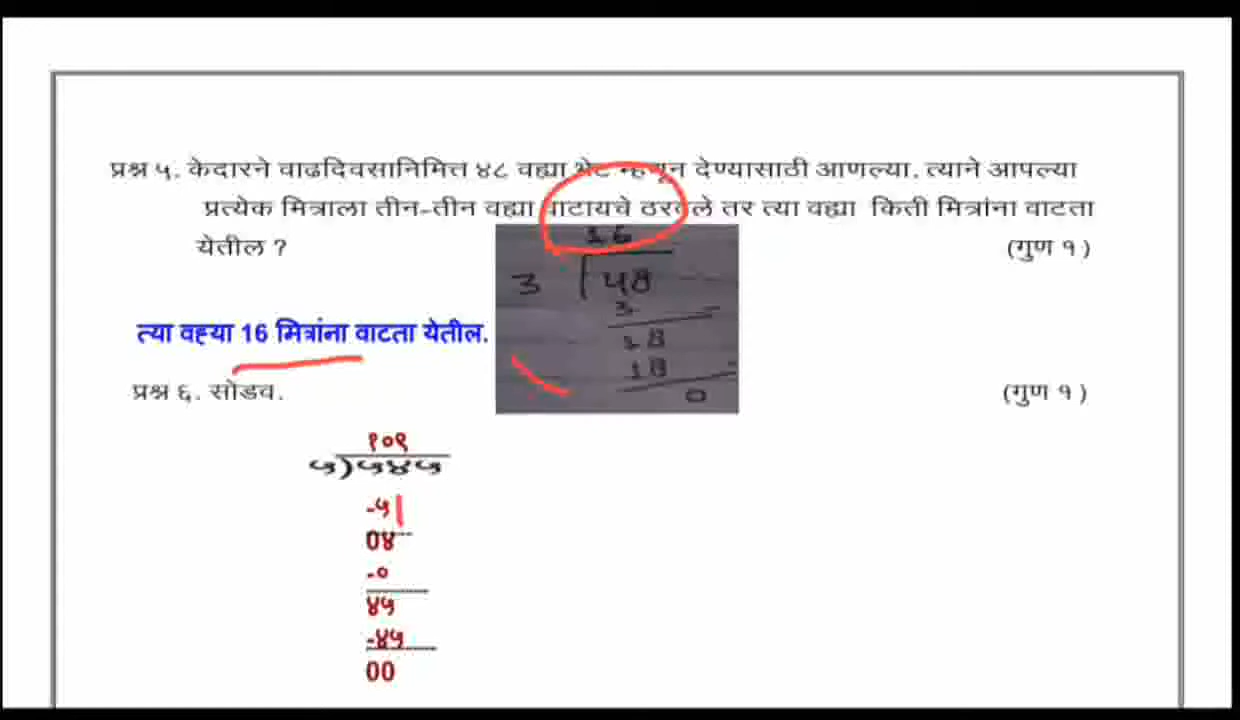 प्रश्न ५. केदारने वाढदिवसानिमित्त ४८ वह्या भेट म्हणून देण्यासाठी आणल्या. त्याने आपल्या
प्रत्येक मित्राला तीन-तीन वह्या वाटायचे ठरवले तर त्या वह्या किती मित्रांना वाटता
येतील ?
(गुण १)
16
3 48
3
18
18
0
त्या वह्या 16 मित्रांना वाटता येतील.
प्रश्न ६. सोडव.
(गुण १)
१०९
५)५४५
-५
0४
-०
४५
-४५
00